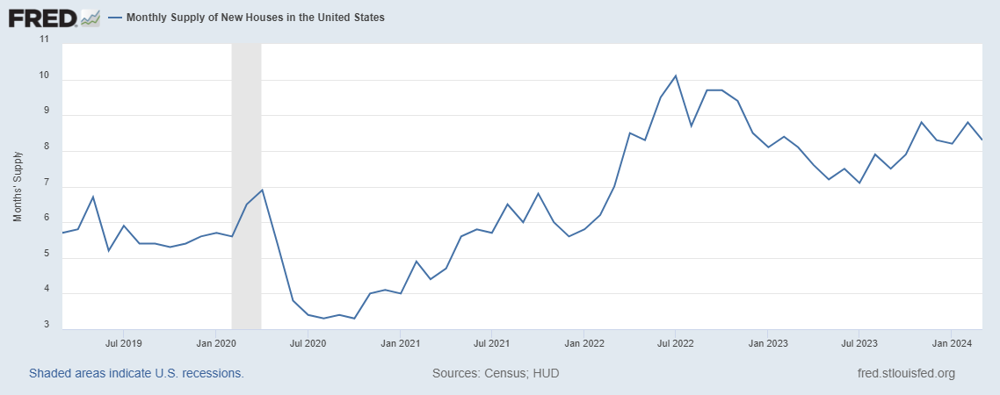 FRED
Monthly Supply of New Houses in the United States
Months' Supply
11
10
9
8
7
6
5
4
3
Jul 2019 Jan 2020 Jul 2020 Jan 2021 Jul 2021 Jan 2022 Jul 2022 Jan 2023 Jul 2023 Jan 2024
Shaded areas indicate U.S. recessions. Sources: Census; HUD fred.stlouisfed.org